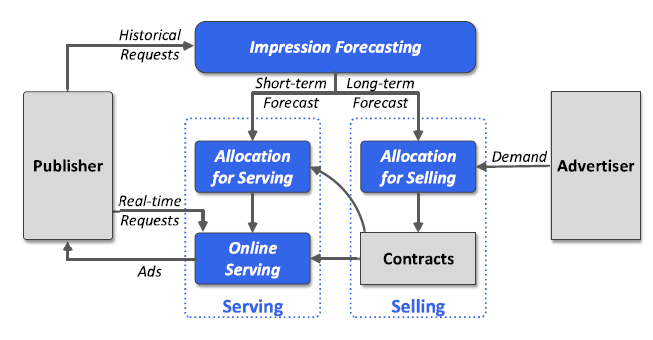 Historical
Requests
Impression Forecasting
Short-term
Forecast
Long-term
Forecast
Publisher
Allocation
for Serving
Allocation
for Selling
Demand
Advertiser
Real-time
Requests
Online
Serving
Contracts
Ads
Serving
Selling